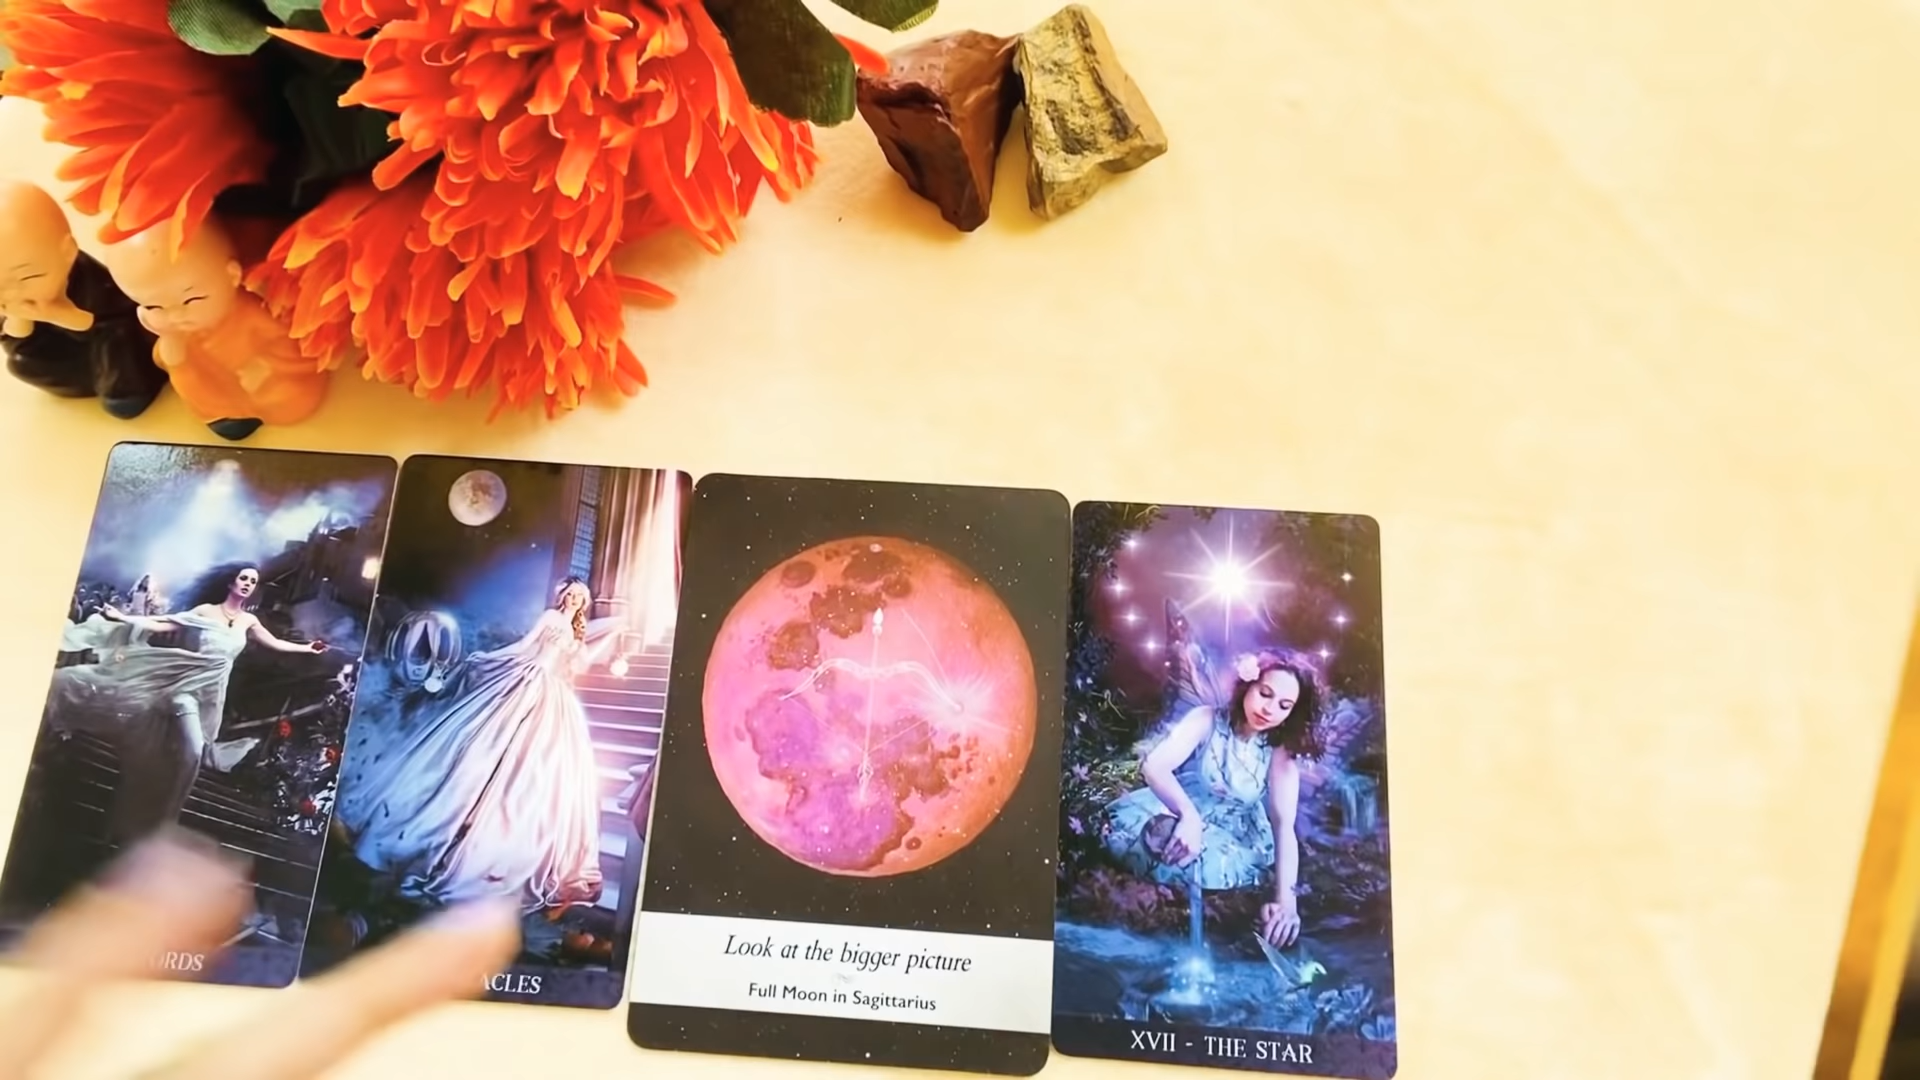 ORDS
ACLES
Look at the bigger picture
Full Moon in Sagittarius
XVII - THE STAR